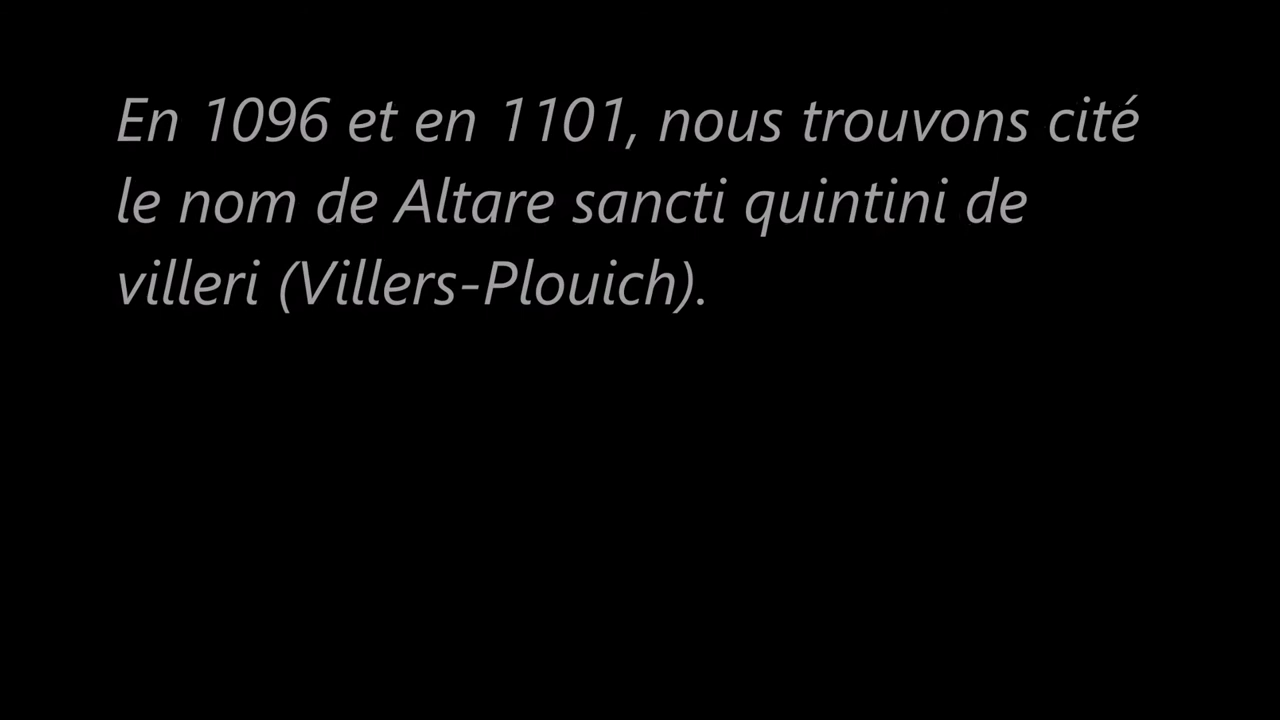 En 1096 et en 1101, nous trouvons cité
le nom de Altare sancti quintini de
villeri (Villers-Plouich).